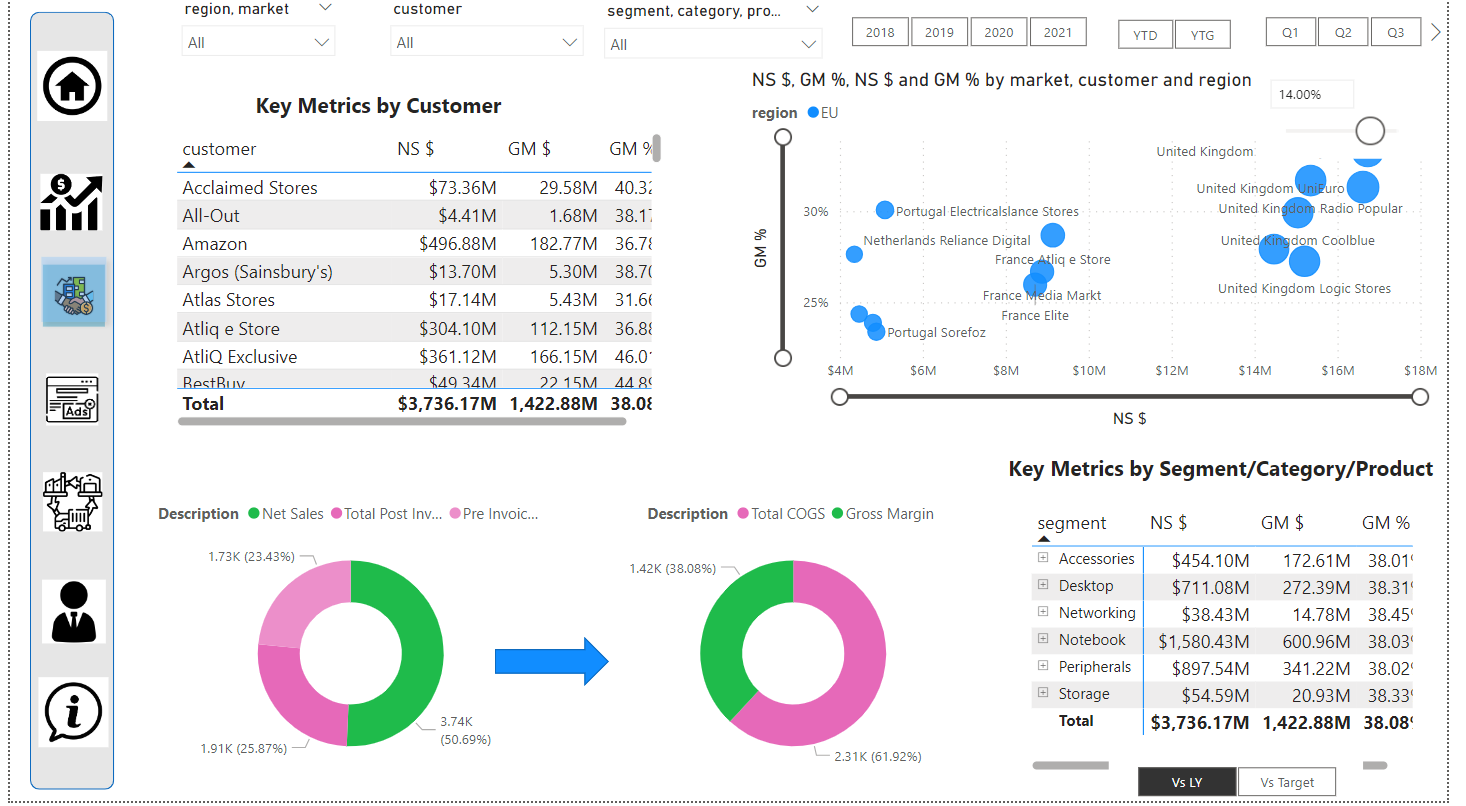 region, market
customer
segment, category, pro...
All
All
All
2018 2019 2020 2021
YTD YTG
Q1 Q2 Q3
Key Metrics by Customer
customer NS $ GM $ GM %
Acclaimed Stores $73.36M 29.58M 40.32
All-Out $4.41M 1.68M 38.17
Amazon $496.88M 182.77M 36.78
Argos (Sainsbury's) $13.70M 5.30M 38.70
Atlas Stores $17.14M 5.43M 31.66
Atliq e Store $304.10M 112.15M 36.88
AtliQ Exclusive $361.12M 166.15M 46.01
BestBuy $49.34M 22.15M 44.89
Total $3,736.17M 1,422.88M 38.08
NS $, GM %, NS $ and GM % by market, customer and region
14.00%
region EU
GM %
30%
25%
United Kingdom
United Kingdom UniEuro
United Kingdom Radio Popular
Portugal Electricalslance Stores
Netherlands Reliance Digital
United Kingdom Coolblue
France Atliq e Store
United Kingdom Logic Stores
France Media Markt
France Elite
Portugal Sorefoz
$4M $6M $8M $10M $12M $14M $16M $18M
NS $
Description Net Sales Total Post Inv... Pre Invoic...
1.73K (23.43%)
3.74K
(50.69%)
1.91K (25.87%)
Description Total COGS Gross Margin
1.42K (38.08%)
2.31K (61.92%)
Key Metrics by Segment/Category/Product
segment NS $ GM $ GM %
Accessories $454.10M 172.61M 38.01%
Desktop $711.08M 272.39M 38.31%
Networking $38.43M 14.78M 38.45%
Notebook $1,580.43M 600.96M 38.03%
Peripherals $897.54M 341.22M 38.02%
Storage $54.59M 20.93M 38.33%
Total $3,736.17M 1,422.88M 38.08%
Vs LY Vs Target
Ads